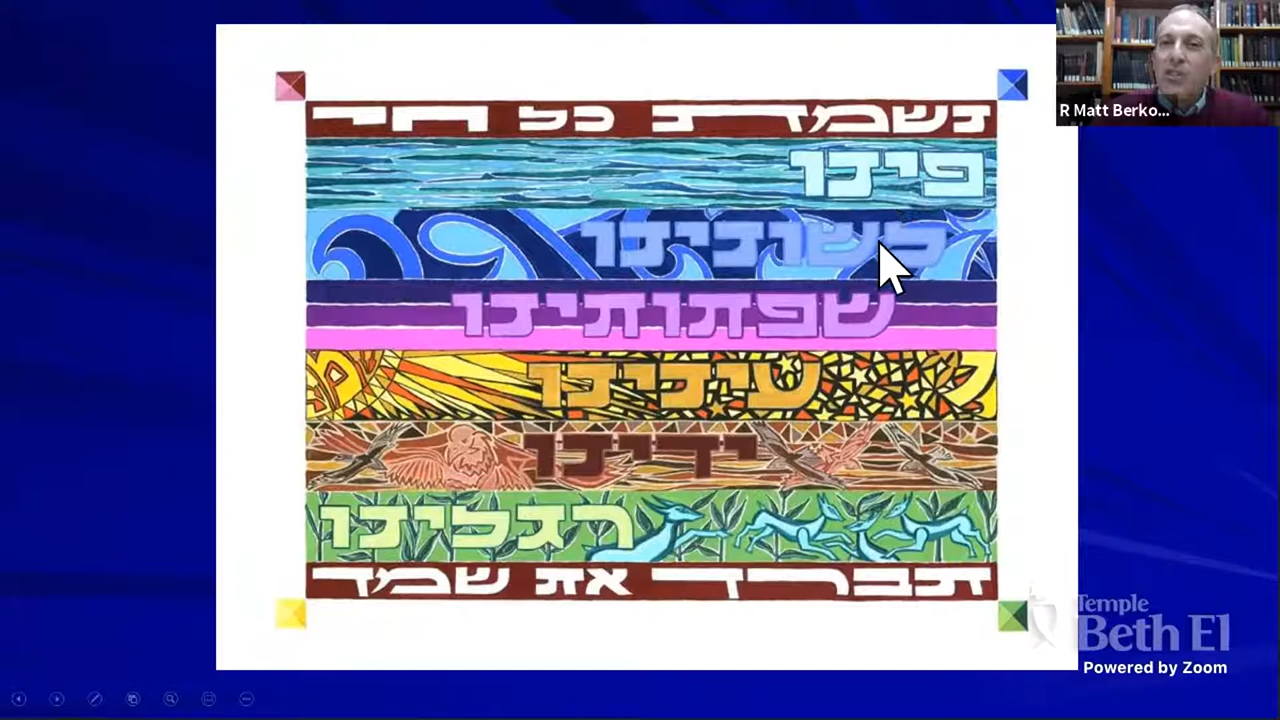 נשמת כל חי
פינו
לשונינו
שפתותינו
עינינו
ידינו
רגלינו
תברך את שמך
R Matt Berko...
Temple
Beth El
Powered by Zoom